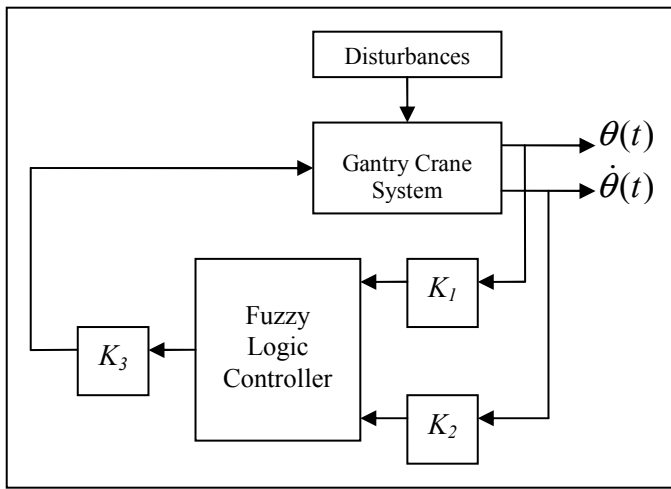 Disturbances
Gantry Crane
System
θ(t)
θ̇(t)
K₁
Fuzzy
Logic
Controller
K₃
K₂